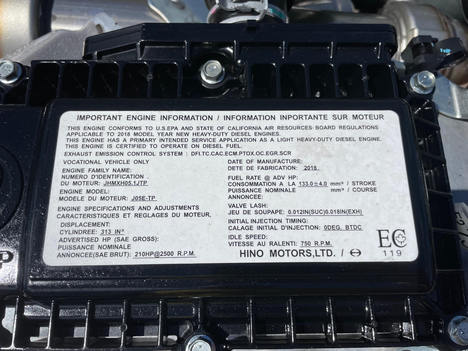 IMPORTANT ENGINE INFORMATION / INFORMATION INPORTANTE SUR MOTEUR
THIS ENGINE CONFORMS TO U.S.EPA AND STATE OF CALIFORNIA AIR RESOURCES BOARD REGULATIONS
APPLICABLE TO 2018 MODEL YEAR NEW HEAVY-DUTY DIESEL ENGINES.
THIS ENGINE HAS A PRIMARY INTENDED SERVICE APPLICATION AS A LIGHT HEAVY-DUTY DIESEL ENGINE.
THIS ENGINE IS CERTIFIED TO OPERATE ON DIESEL FUEL.
EXHAUST EMISSION CONTROL SYSTEM : DFI.TC.CAC.ECM.PTOX.OC.EGR.SCR
VOCATIONAL VEHICLE ONLY
ENGINE FAMILY:
NUMERO D'IDENTIFICATION
DU MOTEUR: JHMXH05.1JTP
ENGINE MODEL:
MODELE DU MOTEUR: J05E-TP
ENGINE SPECIFICATIONS AND ADJUSTMENTS
CARACTERISTIQUES ET REGLAGES DU MOTEUR.
DISPLACEMENT:
CYLINDREE: 313 IN³
ADVERTISED HP (SAE GROSS):
PUISSANCE NOMINALE
ANNONCEE(SAE BRUT): 210HP@2500 R.P.M.
DATE OF MANUFACTURE:
DATE DE FABRICATION: 2018
FUEL RATE @ ADV HP:
CONSOMMATION A LA 133.0±4.0 mm³ / STROKE
PUISSANCE NOMINALE mm³ / COURSE
ANNONCEE:
VALVE LASH:
JEU DE SOUPAPE: 0.012IN(SUC)0.018IN(EXH)
INITIAL INJECTION TIMING:
CALAGE INITIAL D'INJECTION: 0DEG. BTDC
IDLE SPEED:
VITESSE AU RALENTI: 750 R.P.M.
HINO MOTORS,LTD. /
EC
119
P